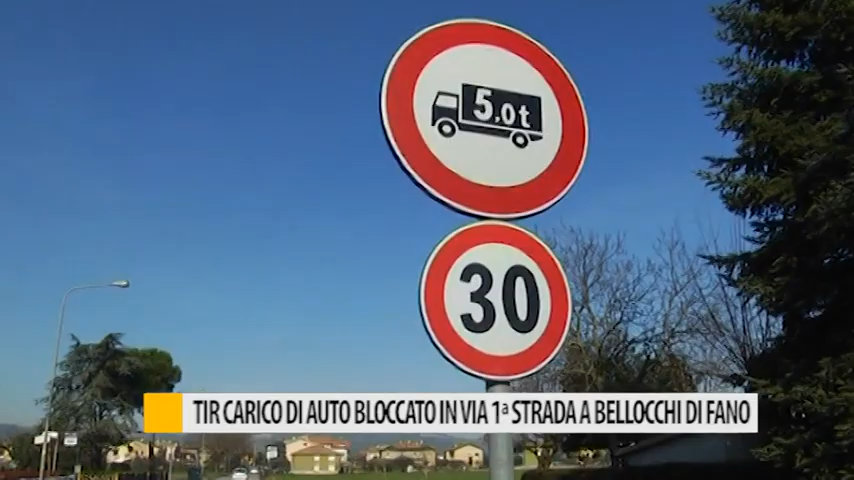 5,0t
30
TIR CARICO DI AUTO BLOCCATO IN VIA 1ª STRADA A BELLOCCHI DI FANO